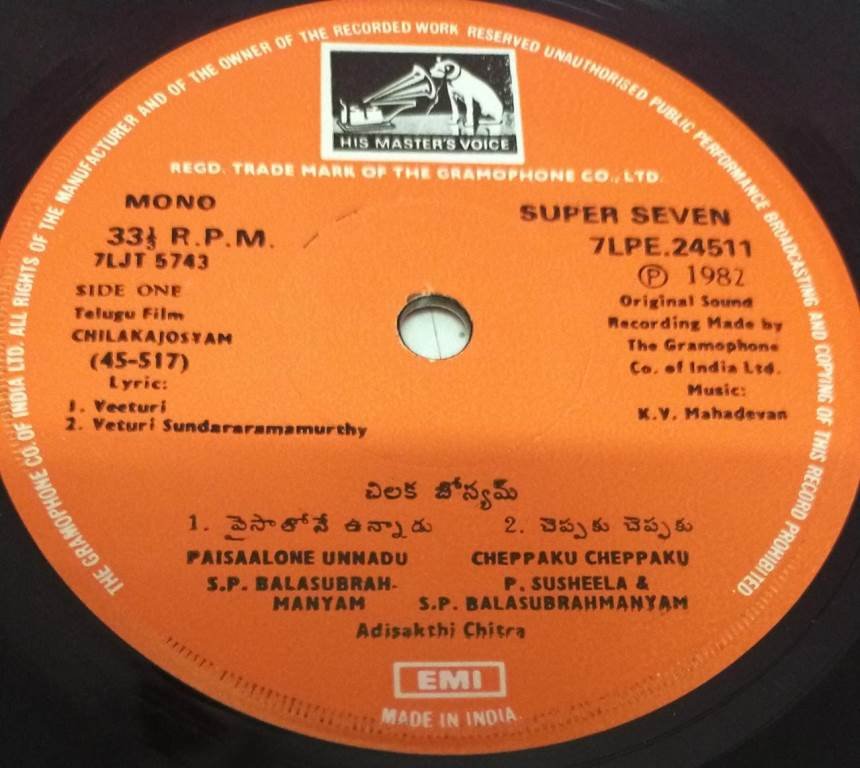 THE GRAMOPHONE CO. OF INDIA LTD. ALL RIGHTS OF THE MANUFACTURER AND OF THE OWNER OF THE RECORDED WORK RESERVED UNAUTHORISED PUBLIC PERFORMANCE BROADCASTING AND COPYING OF THIS RECORD PROHIBITED.
HIS MASTER'S VOICE
REGD. TRADE MARK OF THE GRAMOPHONE CO., LTD.
MONO
33⅓ R.P.M.
7LJT 5743
SIDE ONE
Telugu Film
CHILAKAJOSYAM
(45-517)
Lyric:
1. Veeturi
2. Veturi Sundararamamurthy
SUPER SEVEN
7LPE.24511
Ⓟ 1982
Original Sound
Recording Made by
The Gramophone
Co. of India Ltd.
Music:
K.V. Mahadevan
చిలక జోస్యమ్
1. పైసాలోనే ఉన్నాడు 2. చెప్పకు చెప్పకు
PAISAALONE UNNADU CHEPPAKU CHEPPAKU
S.P. BALASUBRAH- P. SUSHEELA &
MANYAM S.P. BALASUBRAHMANYAM
Adisakthi Chitra
EMI
MADE IN INDIA.